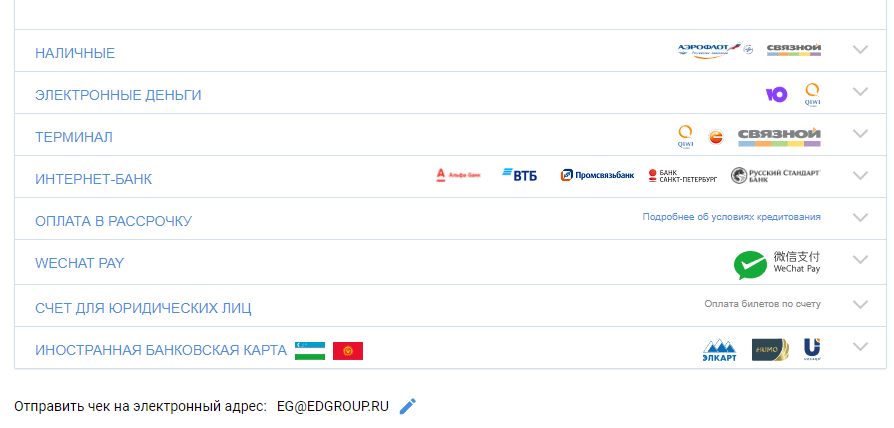 НАЛИЧНЫЕ
АЭРОФЛОТ
СВЯЗНОЙ
ЭЛЕКТРОННЫЕ ДЕНЬГИ
Ю
QIWI
ТЕРМИНАЛ
QIWI
СВЯЗНОЙ
ИНТЕРНЕТ-БАНК
Альфа Банк
ВТБ
Промсвязьбанк
БАНК
САНКТ-ПЕТЕРБУРГ
РУССКИЙ СТАНДАРТ
БАНК
ОПЛАТА В РАССРОЧКУ
Подробнее об условиях кредитования
WECHAT PAY
微信支付
WeChat Pay
СЧЕТ ДЛЯ ЮРИДИЧЕСКИХ ЛИЦ
Оплата билетов по счету
ИНОСТРАННАЯ БАНКОВСКАЯ КАРТА
ЭЛКАРТ
HUMO
Отправить чек на электронный адрес: EG@EDGROUP.RU